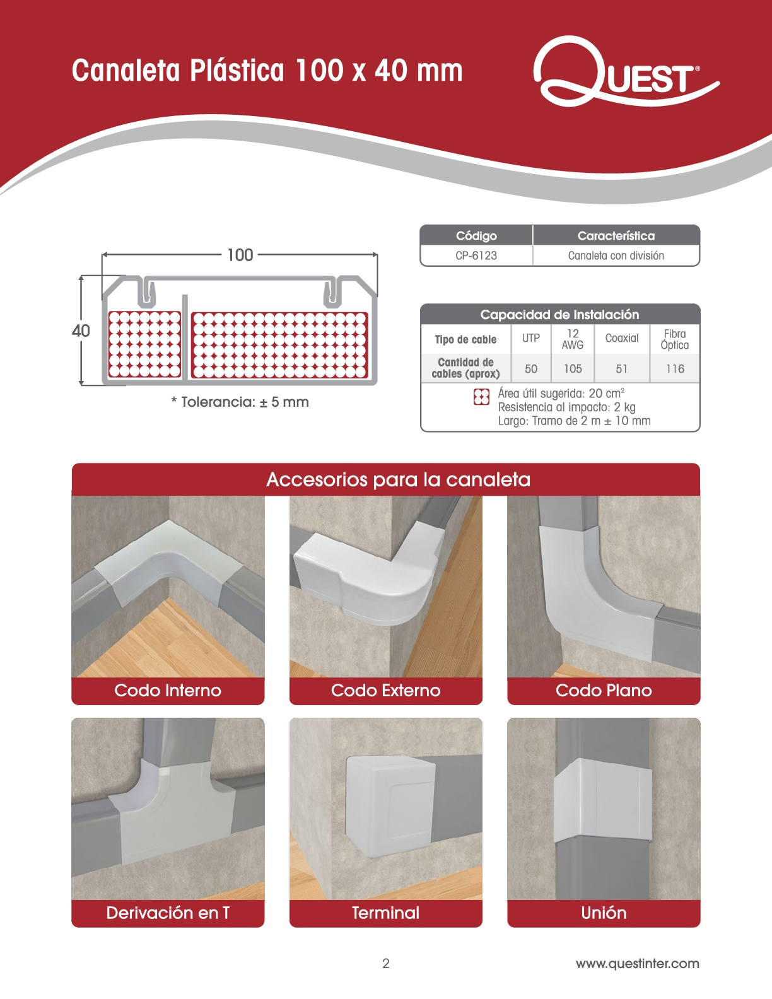 Canaleta Plástica 100 x 40 mm
QUEST®
100
40
* Tolerancia: ± 5 mm
Código Característica
CP-6123 Canaleta con división
Capacidad de Instalación
Tipo de cable UTP 12 AWG Coaxial Fibra Óptica
Cantidad de cables (aprox) 50 105 51 116
Área útil sugerida: 20 cm²
Resistencia al impacto: 2 kg
Largo: Tramo de 2 m ± 10 mm
Accesorios para la canaleta
Codo Interno
Codo Externo
Codo Plano
Derivación en T
Terminal
Unión
2
www.questinter.com